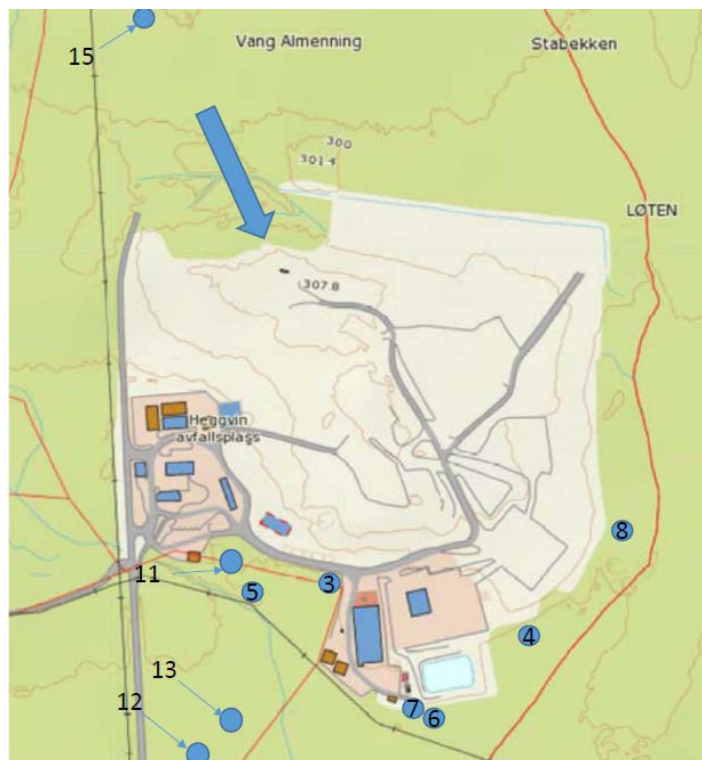 Vang Almenning
Stabekken
15
300
301.4
LØTEN
307.8
Heggvin
avfallsplass
8
11
5
3
4
13
12
7
6